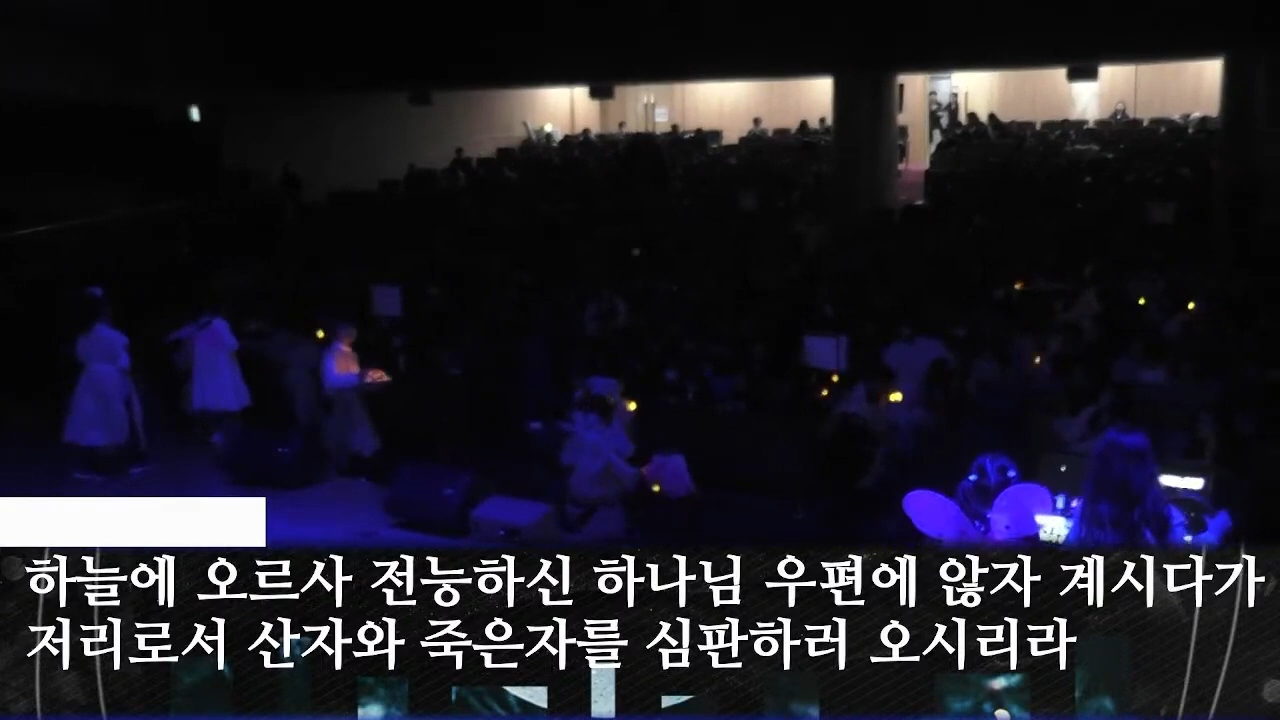 하늘에 오르사 전능하신 하나님 우편에 않자 계시다가
저리로서 산자와 죽은자를 심판하러 오시리라